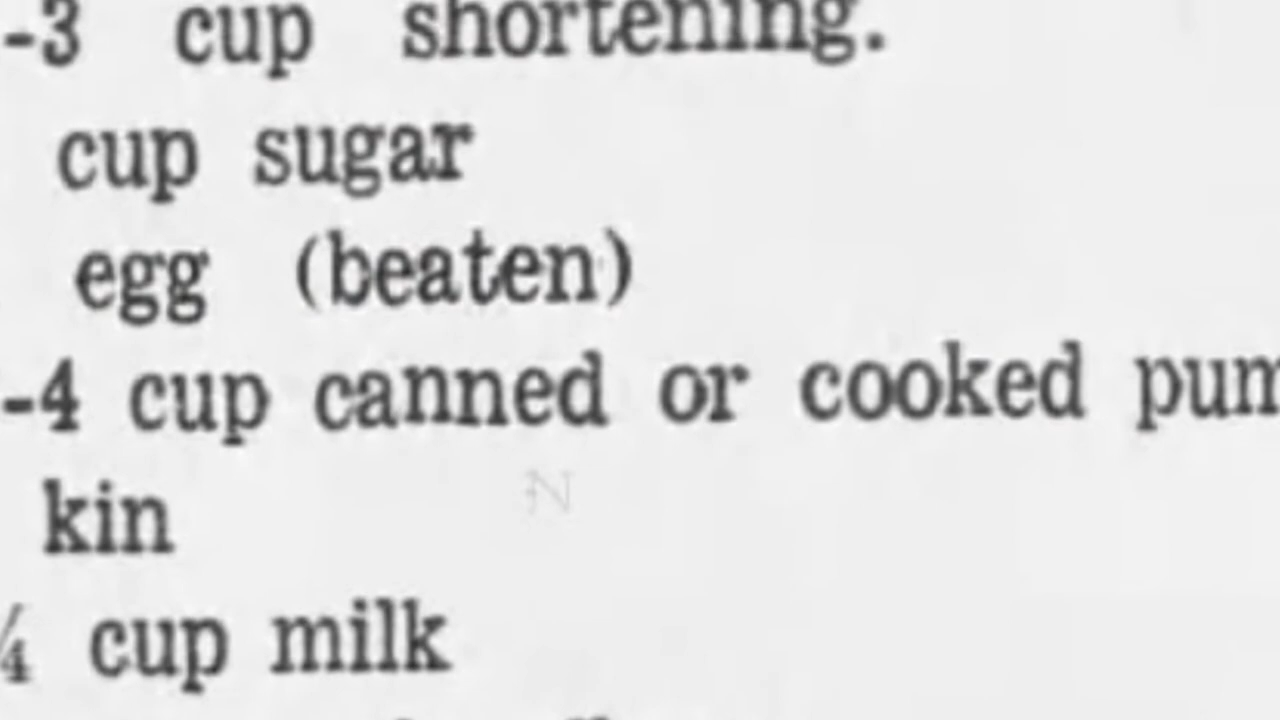 -3 cup shortening.
cup sugar
egg (beaten)
-4 cup canned or cooked pum
kin
/4 cup milk